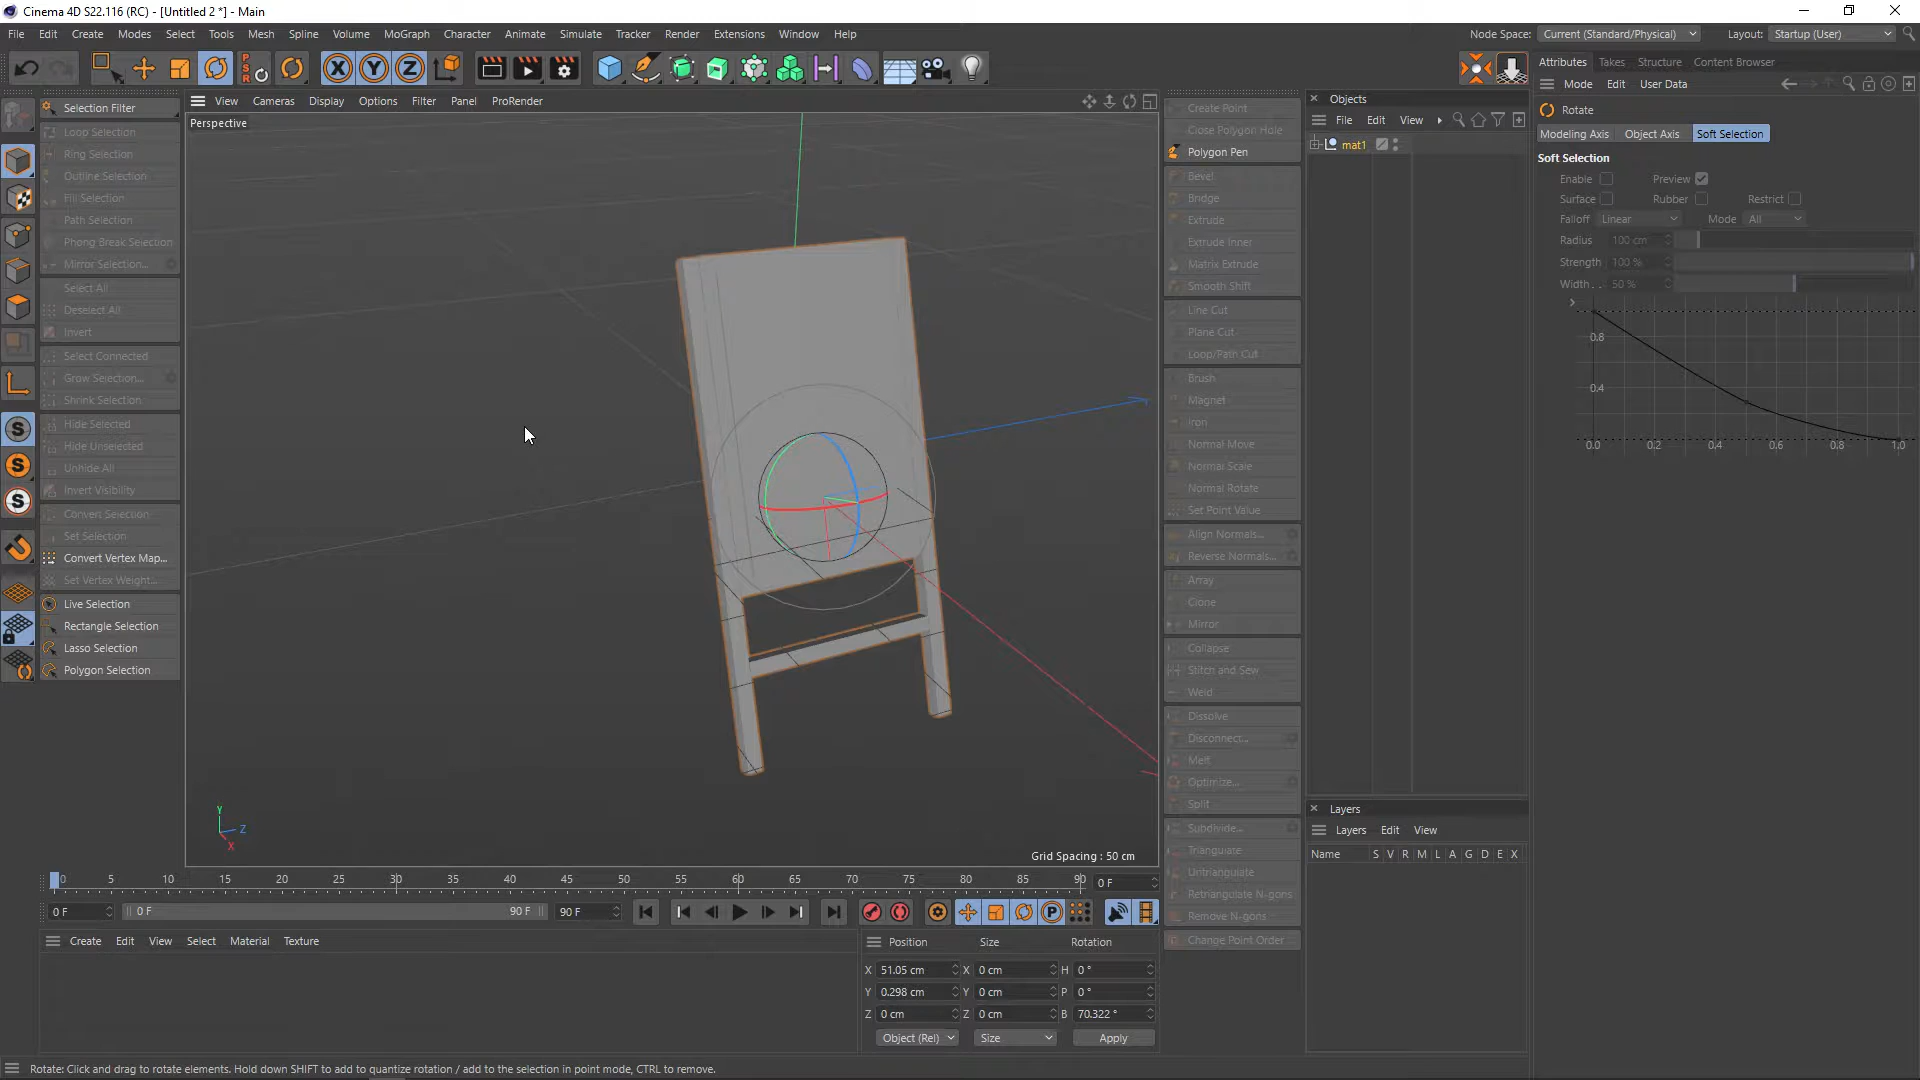 Cinema 4D S22.116 (RC) - [Untitled 2 *] - Main
File Edit Create Modes Select Tools Mesh Spline Volume MoGraph Character Animate Simulate Tracker Render Extensions Window Help
Node Space: Current (Standard/Physical) Layout: Startup (User)
PSR X Y Z
View Cameras Display Options Filter Panel ProRender
Perspective
Selection Filter
Loop Selection
Ring Selection
Outline Selection
Fill Selection
Path Selection
Phong Break Selection
Mirror Selection...
Select All
Deselect All
Invert
Select Connected
Grow Selection...
Shrink Selection
Hide Selected
Hide Unselected
Unhide All
Invert Visibility
Convert Selection
Set Selection
Convert Vertex Map...
Set Vertex Weight...
Live Selection
Rectangle Selection
Lasso Selection
Polygon Selection
S
S
S
Y
Z
X
Grid Spacing : 50 cm
Create Point
Close Polygon Hole
Polygon Pen
Bevel
Bridge
Extrude
Extrude Inner
Matrix Extrude
Smooth Shift
Line Cut
Plane Cut
Loop/Path Cut
Brush
Magnet
Iron
Normal Move
Normal Scale
Normal Rotate
Set Point Value
Align Normals...
Reverse Normals...
Array
Clone
Mirror
Collapse
Stitch and Sew
Weld
Dissolve
Disconnect...
Melt
Optimize...
Split
Subdivide...
Triangulate
Untriangulate
Retriangulate N-gons
Remove N-gons
Change Point Order...
Objects
File Edit View
mat1
Layers
Layers Edit View
Name S V R M L A G D E X
Attributes Takes Structure Content Browser
Mode Edit User Data
Rotate
Modeling Axis Object Axis Soft Selection
Soft Selection
Enable Preview
Surface Rubber Restrict
Falloff Linear Mode All
Radius 100 cm
Strength 100 %
Width . . 50 %
0.8
0.4
0.0 0.2 0.4 0.6 0.8 1.0
0 5 10 15 20 25 30 35 40 45 50 55 60 65 70 75 80 85 90 0 F
0 F 0 F 90 F 90 F P
Create Edit View Select Material Texture
Position Size Rotation
X 51.05 cm X 0 cm H 0 °
Y 0.298 cm Y 0 cm P 0 °
Z 0 cm Z 0 cm B 70.322 °
Object (Rel) Size Apply
Rotate: Click and drag to rotate elements. Hold down SHIFT to add to quantize rotation / add to the selection in point mode, CTRL to remove.